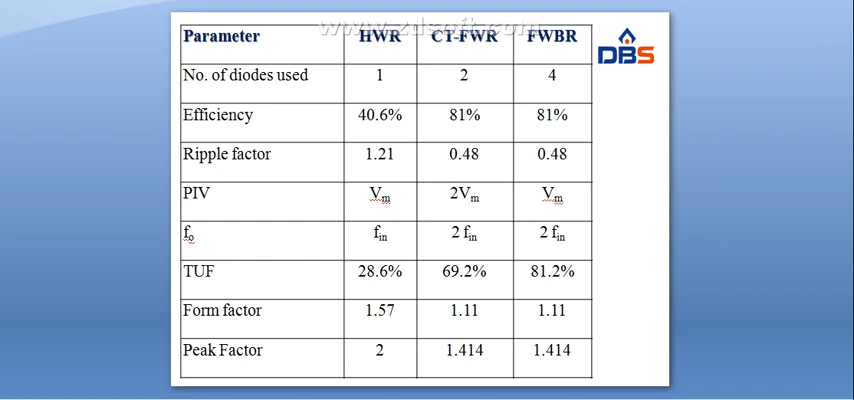 www.zdsoft.com
Parameter HWR CT-FWR FWBR
DBS
No. of diodes used 1 2 4
Efficiency 40.6% 81% 81%
Ripple factor 1.21 0.48 0.48
PIV Vm 2Vm Vm
fo fin 2 fin 2 fin
TUF 28.6% 69.2% 81.2%
Form factor 1.57 1.11 1.11
Peak Factor 2 1.414 1.414